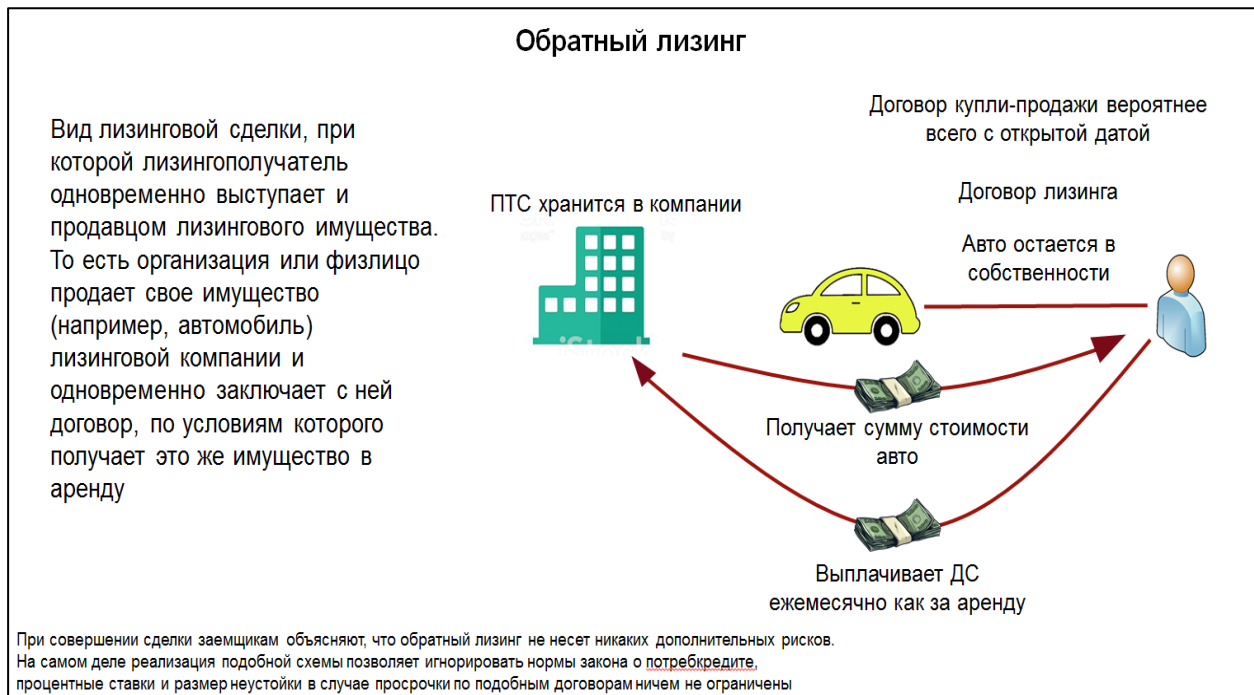 Обратный лизинг
Вид лизинговой сделки, при
которой лизингополучатель
одновременно выступает и
продавцом лизингового имущества.
То есть организация или физлицо
продает свое имущество
(например, автомобиль)
лизинговой компании и
одновременно заключает с ней
договор, по условиям которого
получает это же имущество в
аренду
Договор купли-продажи вероятнее
всего с открытой датой
Договор лизинга
ПТС хранится в компании
Авто остается в
собственности
Получает сумму стоимости
авто
Выплачивает ДС
ежемесячно как за аренду
При совершении сделки заемщикам объясняют, что обратный лизинг не несет никаких дополнительных рисков.
На самом деле реализация подобной схемы позволяет игнорировать нормы закона о потребкредите,
процентные ставки и размер неустойки в случае просрочки по подобным договорам ничем не ограничены